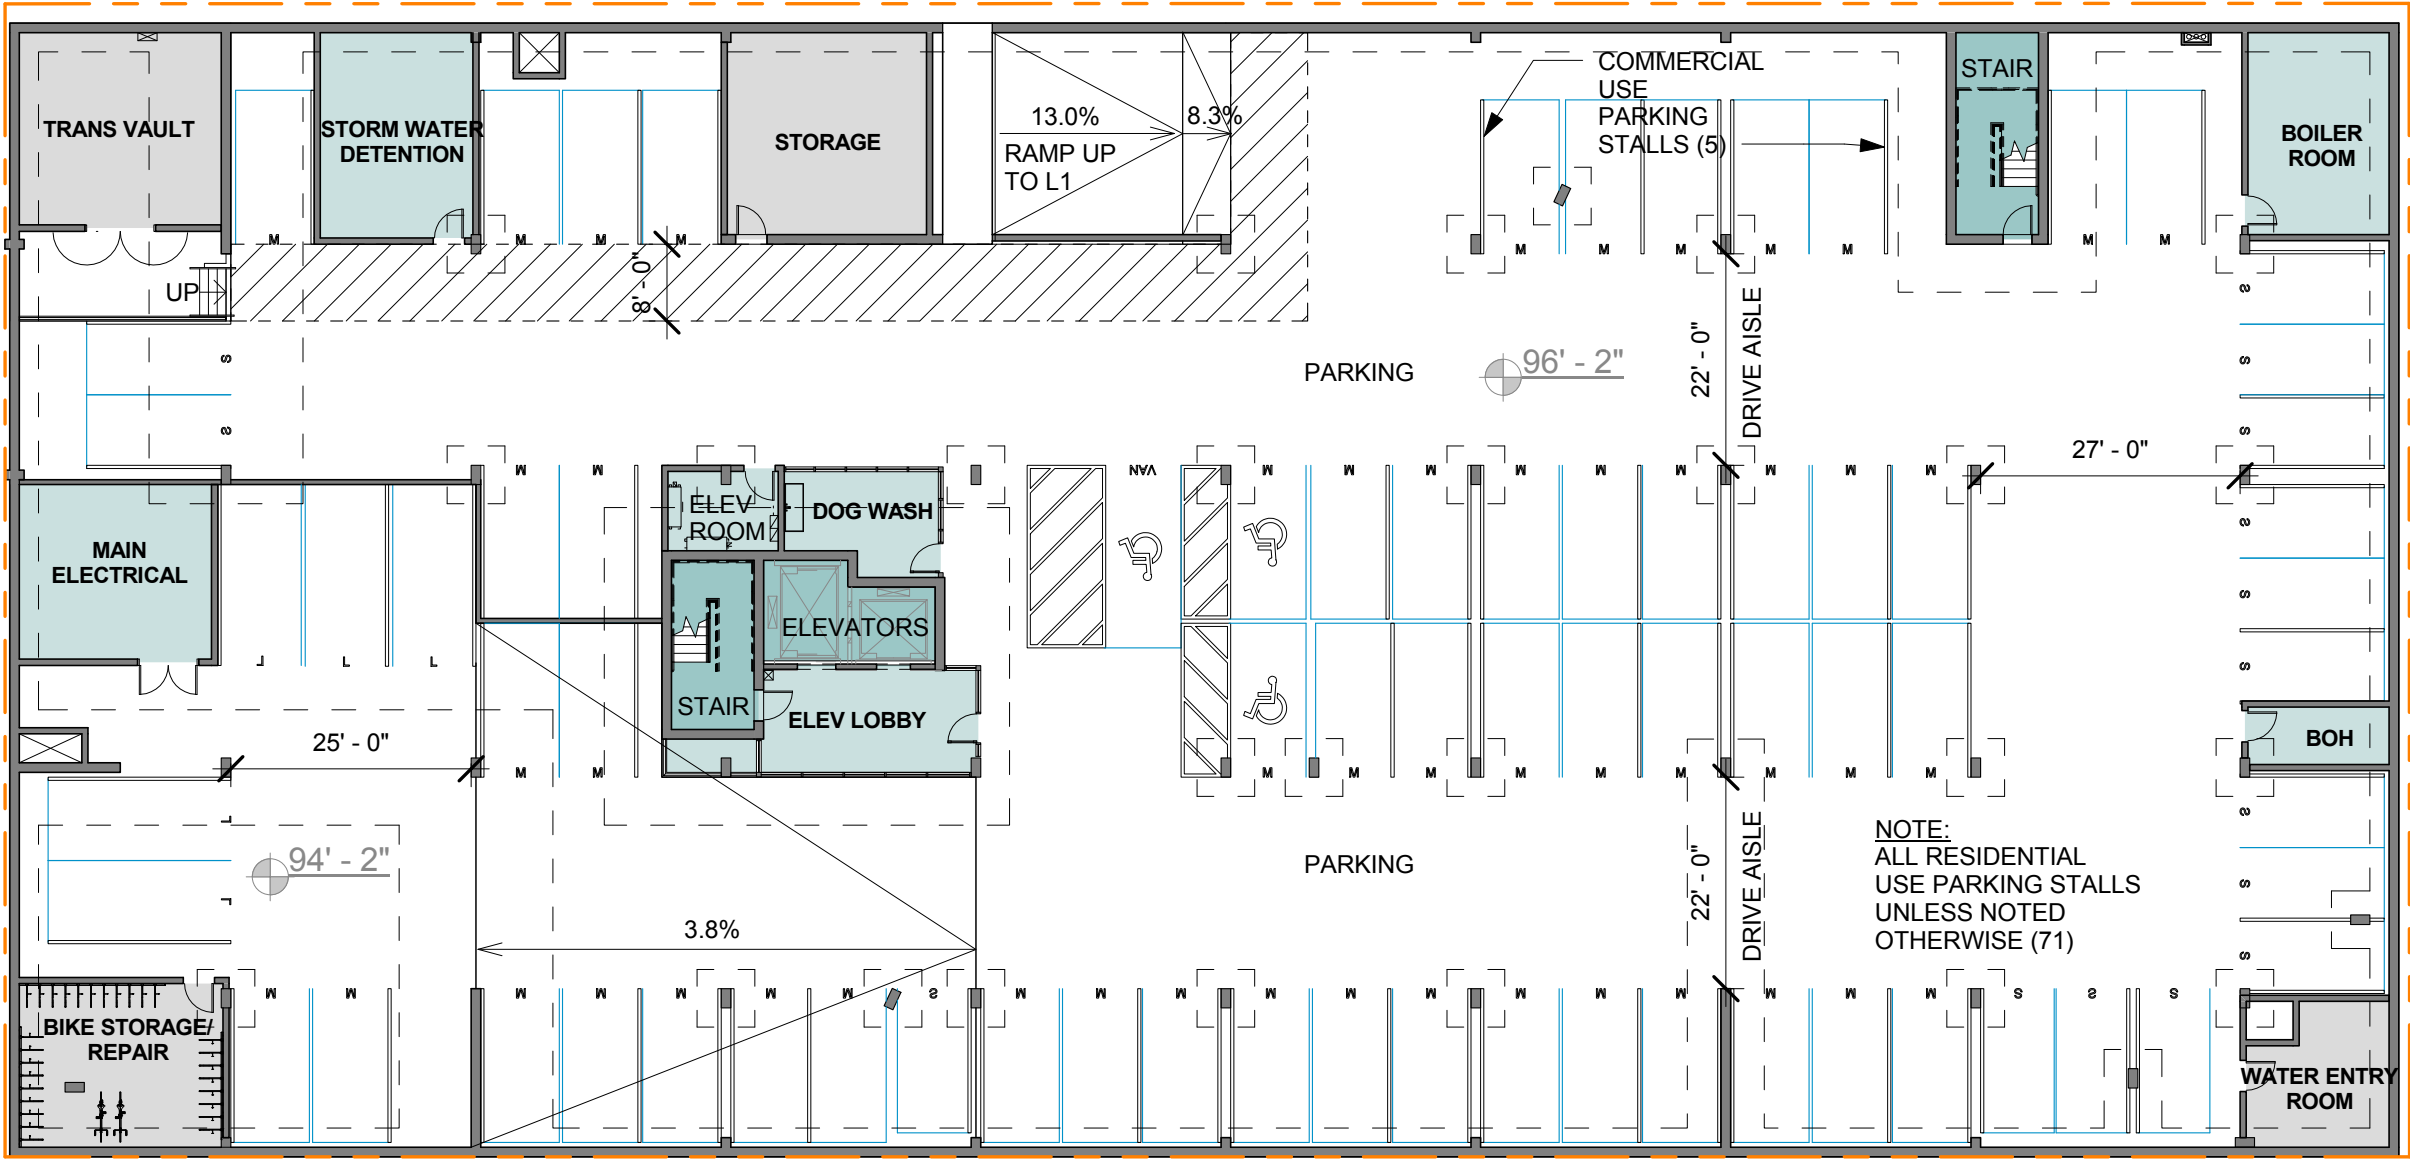 TRANS VAULT
STORM WATER
DETENTION
STORAGE
13.0%
8.3%
RAMP UP
TO L1
COMMERCIAL
USE
PARKING
STALLS (5)
STAIR
BOILER
ROOM
M
M
M
M
M
M
M
M
M
M
M
UP
8' - 0"
S
S
S
S
S
PARKING
96' - 2"
22' - 0"
DRIVE AISLE
27' - 0"
M
M
VAN
M
M
M
M
M
M
M
M
M
ELEV
ROOM
DOG WASH
MAIN
ELECTRICAL
S
S
S
ELEVATORS
L
L
L
STAIR
ELEV LOBBY
BOH
25' - 0"
M
M
M
M
M
M
M
M
M
M
M
L
L
94' - 2"
PARKING
22' - 0"
DRIVE AISLE
NOTE:
ALL RESIDENTIAL
USE PARKING STALLS
UNLESS NOTED
OTHERWISE (71)
S
S
S
3.8%
M
M
M
M
M
M
M
S
M
M
M
M
M
M
M
M
M
M
M
M
S
S
S
BIKE STORAGE/
REPAIR
WATER ENTRY
ROOM